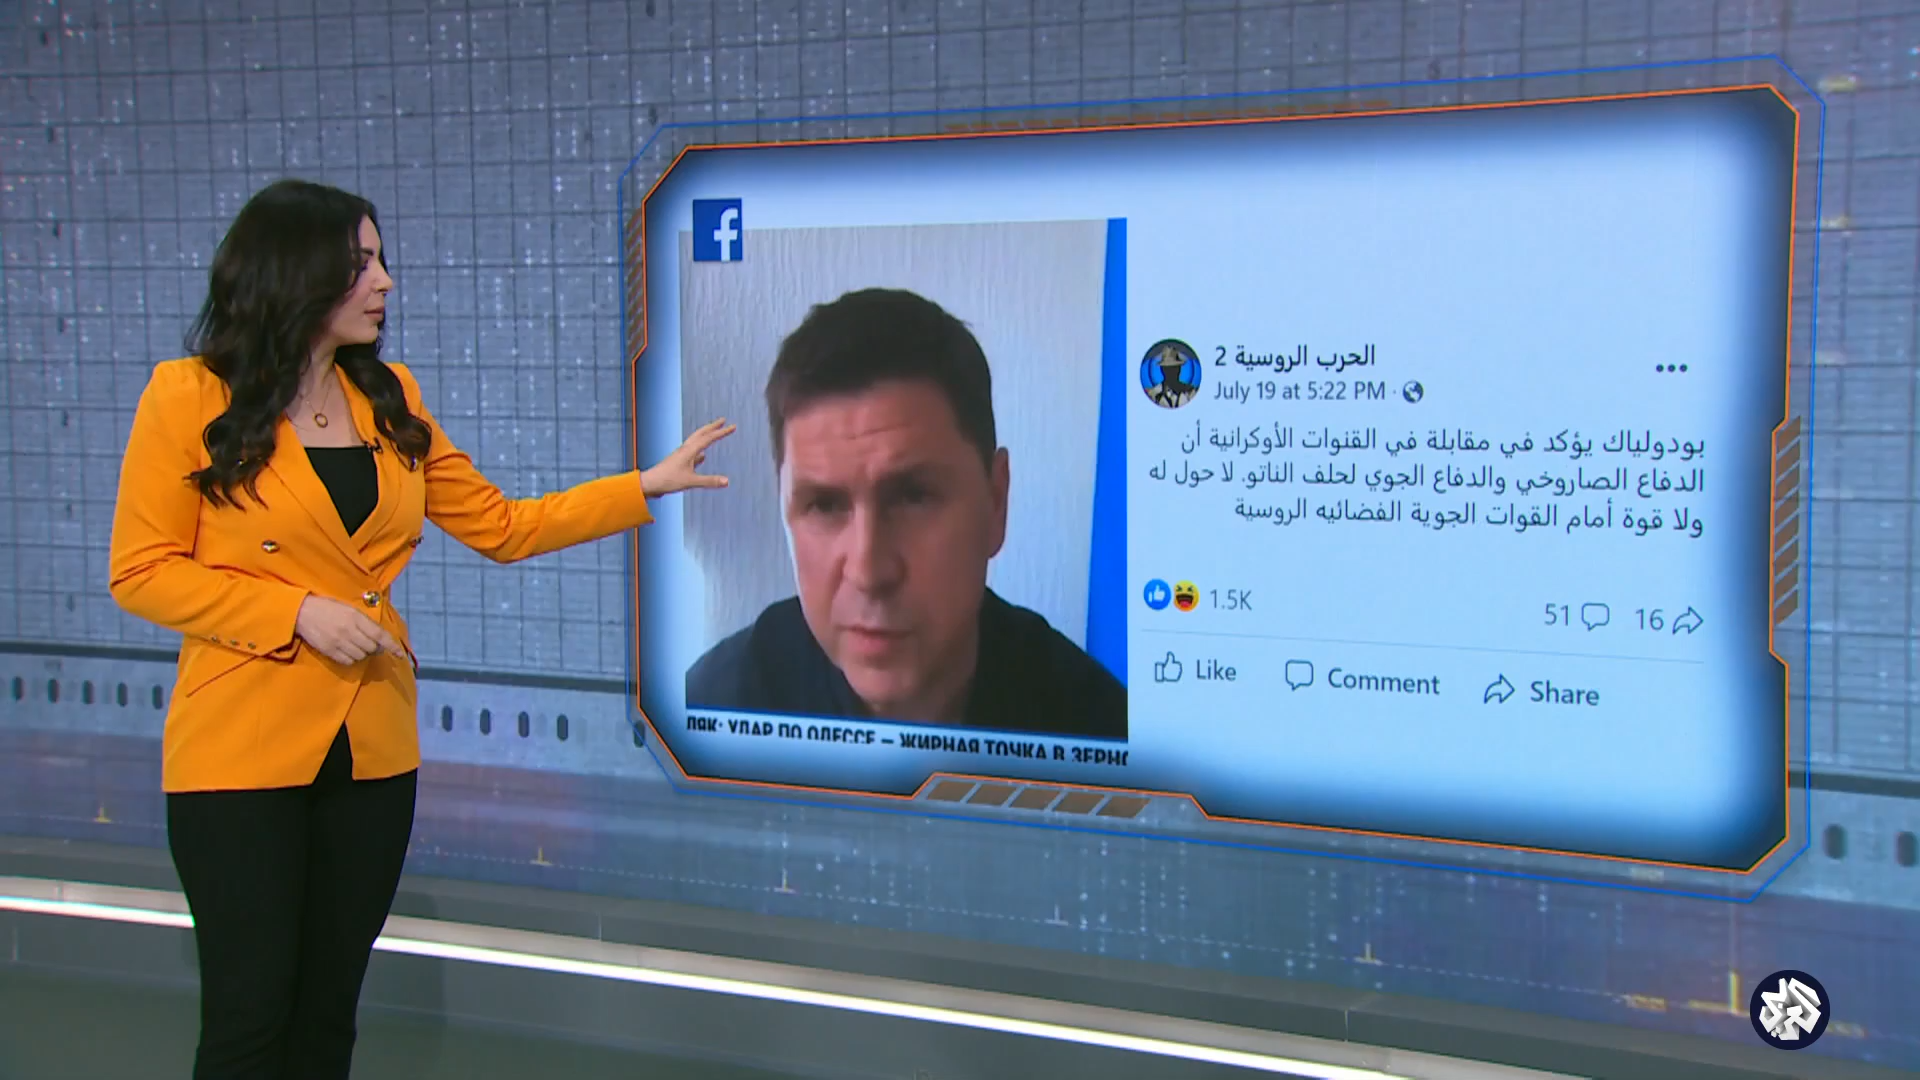 الحرب الروسية 2
July 19 at 5:22 PM ·
بودولياك يؤكد في مقابلة في القنوات الأوكرانية أن
الدفاع الصاروخي والدفاع الجوي لحلف الناتو. لا حول له
ولا قوة أمام القوات الجوية الفضائيه الروسية
1.5K
51
16
Like
Comment
Share
ЛЯК: УДАР ПО ОДЕССЕ – ЖИРНАЯ ТОЧКА В ЗЕРНО